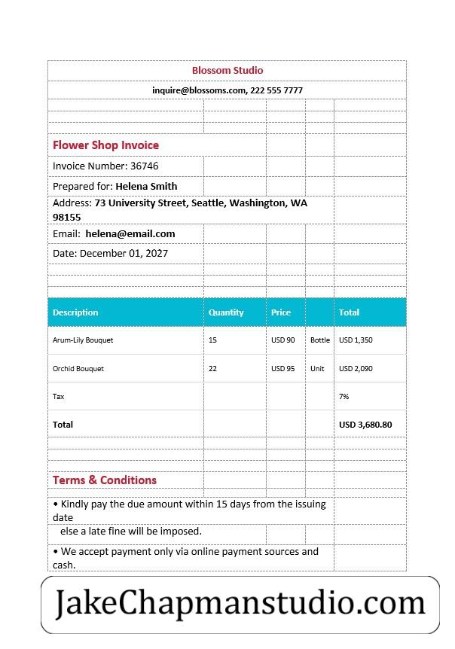 Blossom Studio
inquire@blossoms.com, 222 555 7777
Flower Shop Invoice
Invoice Number: 36746
Prepared for: Helena Smith
Address: 73 University Street, Seattle, Washington, WA
98155
Email: helena@email.com
Date: December 01, 2027
Description Quantity Price Total
Arum-Lily Bouquet 15 USD 90 Bottle USD 1,350
Orchid Bouquet 22 USD 95 Unit USD 2,090
Tax 7%
Total USD 3,680.80
Terms & Conditions
• Kindly pay the due amount within 15 days from the issuing
date
else a late fine will be imposed.
• We accept payment only via online payment sources and
cash.
JakeChapmanstudio.com